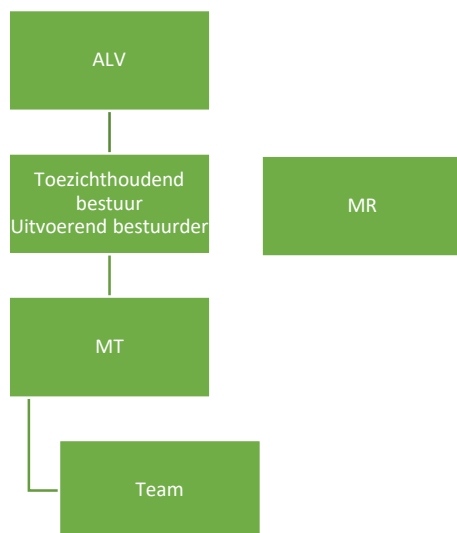 ALV
Toezichthoudend
bestuur
Uitvoerend bestuurder
MR
MT
Team